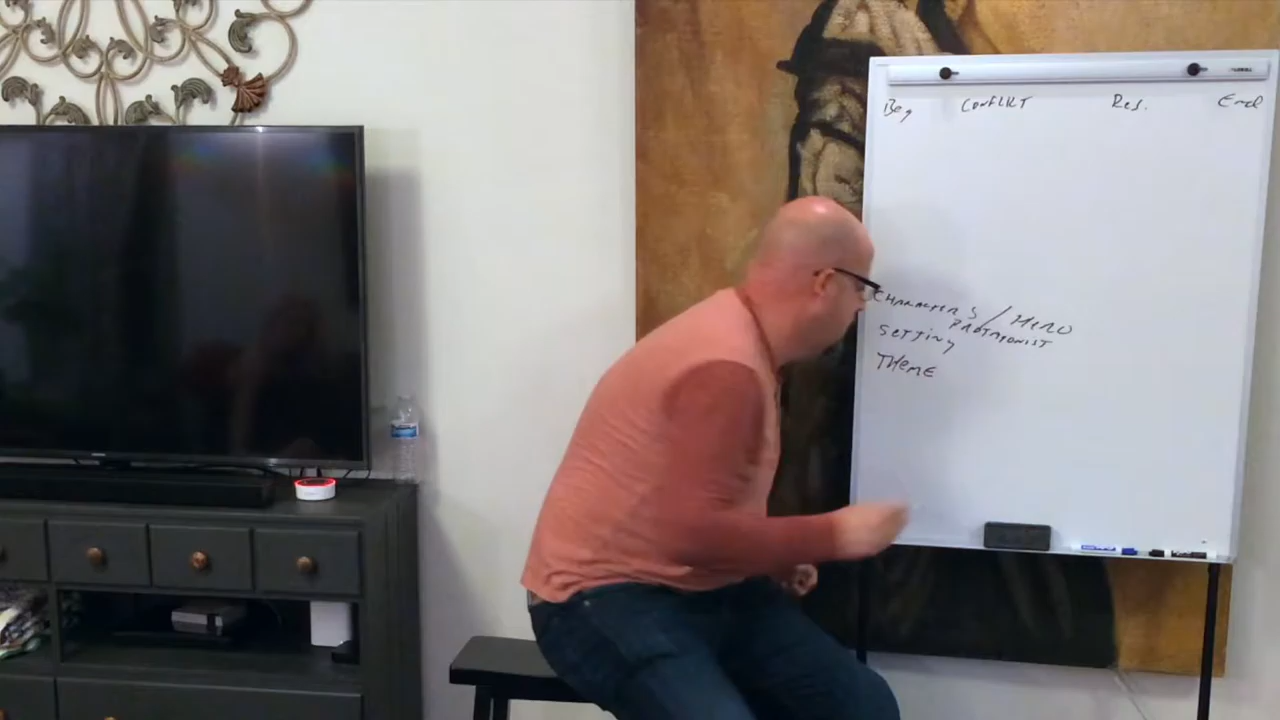 Beg Conflict Res. End
Characters / Hero
Protagonist
Setting
Theme